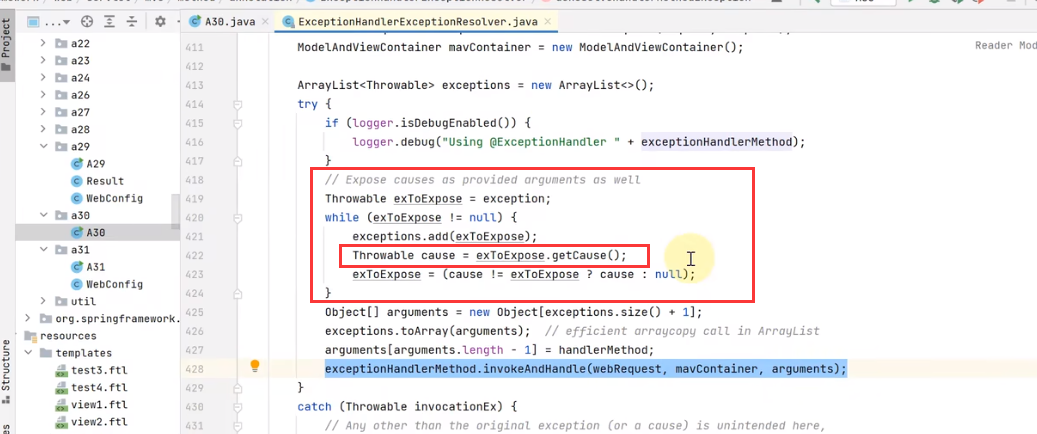 A30.java
ExceptionHandlerExceptionResolver.java
Project
Structure
a22
a23
a24
a26
a27
a28
a29
A29
Result
WebConfig
a30
A30
a31
A31
WebConfig
util
org.springframework.
resources
templates
test3.ftl
test4.ftl
view1.ftl
view2.ftl
Reader Mod
411 ModelAndViewContainer mavContainer = new ModelAndViewContainer();
412
413 ArrayList<Throwable> exceptions = new ArrayList<>();
414 try {
415 if (logger.isDebugEnabled()) {
416 logger.debug("Using @ExceptionHandler " + exceptionHandlerMethod);
417 }
418 // Expose causes as provided arguments as well
419 Throwable exToExpose = exception;
420 while (exToExpose != null) {
421 exceptions.add(exToExpose);
422 Throwable cause = exToExpose.getCause();
423 exToExpose = (cause != exToExpose ? cause : null);
424 }
425 Object[] arguments = new Object[exceptions.size() + 1];
426 exceptions.toArray(arguments); // efficient arraycopy call in ArrayList
427 arguments[arguments.length - 1] = handlerMethod;
428 exceptionHandlerMethod.invokeAndHandle(webRequest, mavContainer, arguments);
429 }
430 catch (Throwable invocationEx) {
431 // Any other than the original exception (or a cause) is unintended here,